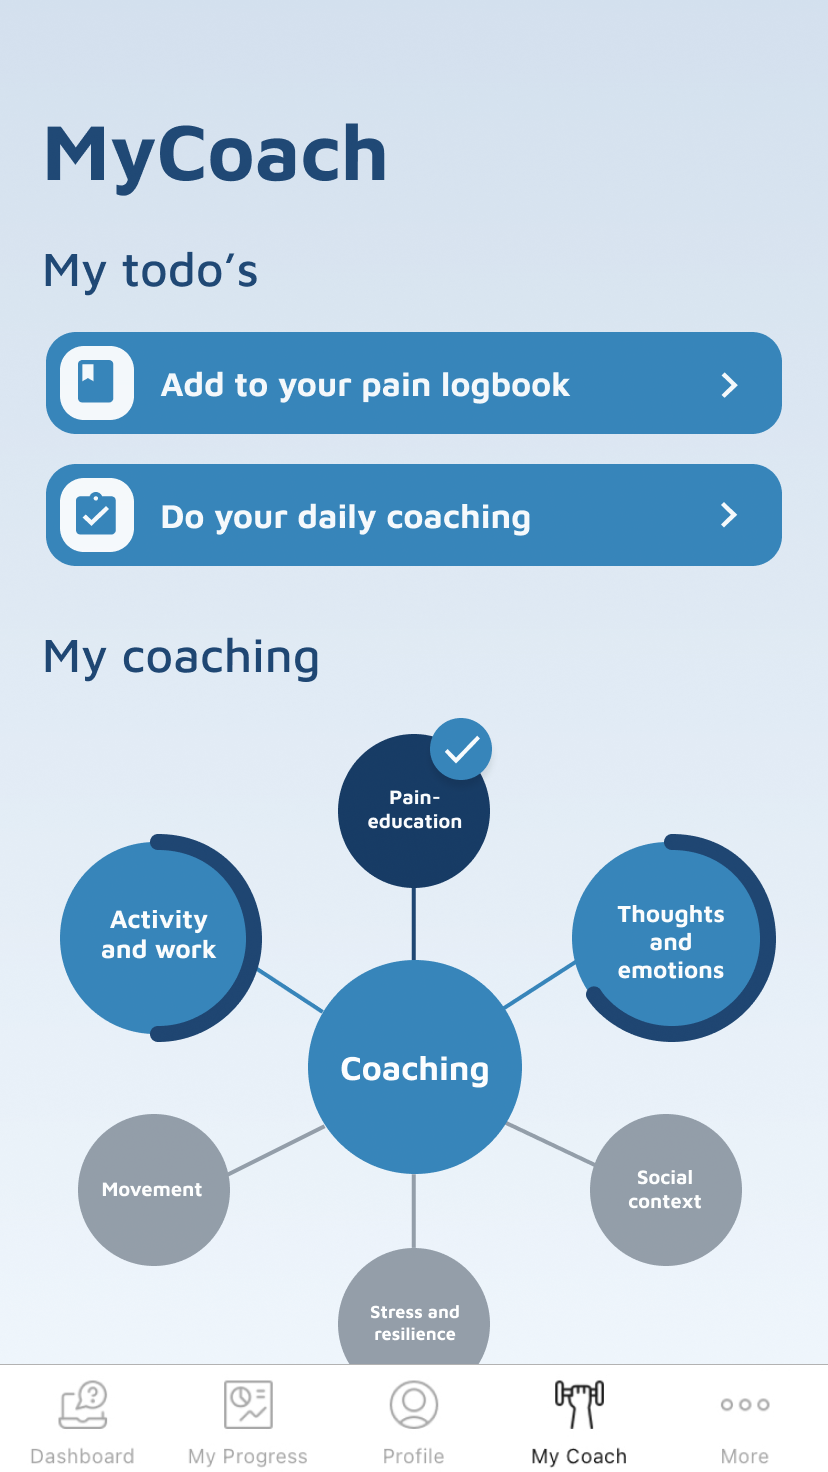 MyCoach
My todo’s
Add to your pain logbook
Do your daily coaching
My coaching
Pain-
education
Activity
and work
Thoughts
and
emotions
Coaching
Movement
Social
context
Stress and
resilience
Dashboard
My Progress
Profile
My Coach
More